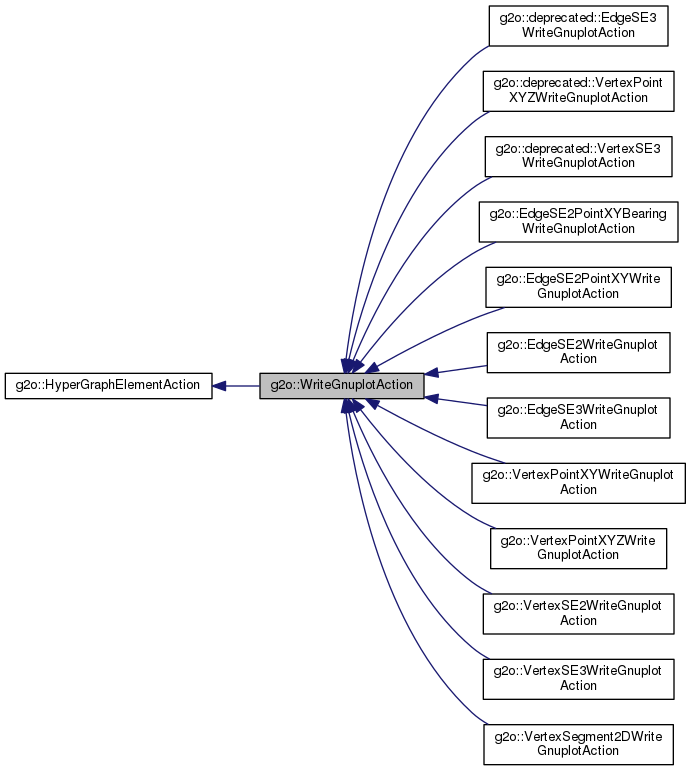 g2o::deprecated::EdgeSE3
WriteGnuplotAction
g2o::deprecated::VertexPoint
XYZWriteGnuplotAction
g2o::deprecated::VertexSE3
WriteGnuplotAction
g2o::EdgeSE2PointXYBearing
WriteGnuplotAction
g2o::EdgeSE2PointXYWrite
GnuplotAction
g2o::EdgeSE2WriteGnuplot
Action
g2o::HyperGraphElementAction
g2o::WriteGnuplotAction
g2o::EdgeSE3WriteGnuplot
Action
g2o::VertexPointXYWriteGnuplot
Action
g2o::VertexPointXYZWrite
GnuplotAction
g2o::VertexSE2WriteGnuplot
Action
g2o::VertexSE3WriteGnuplot
Action
g2o::VertexSegment2DWrite
GnuplotAction